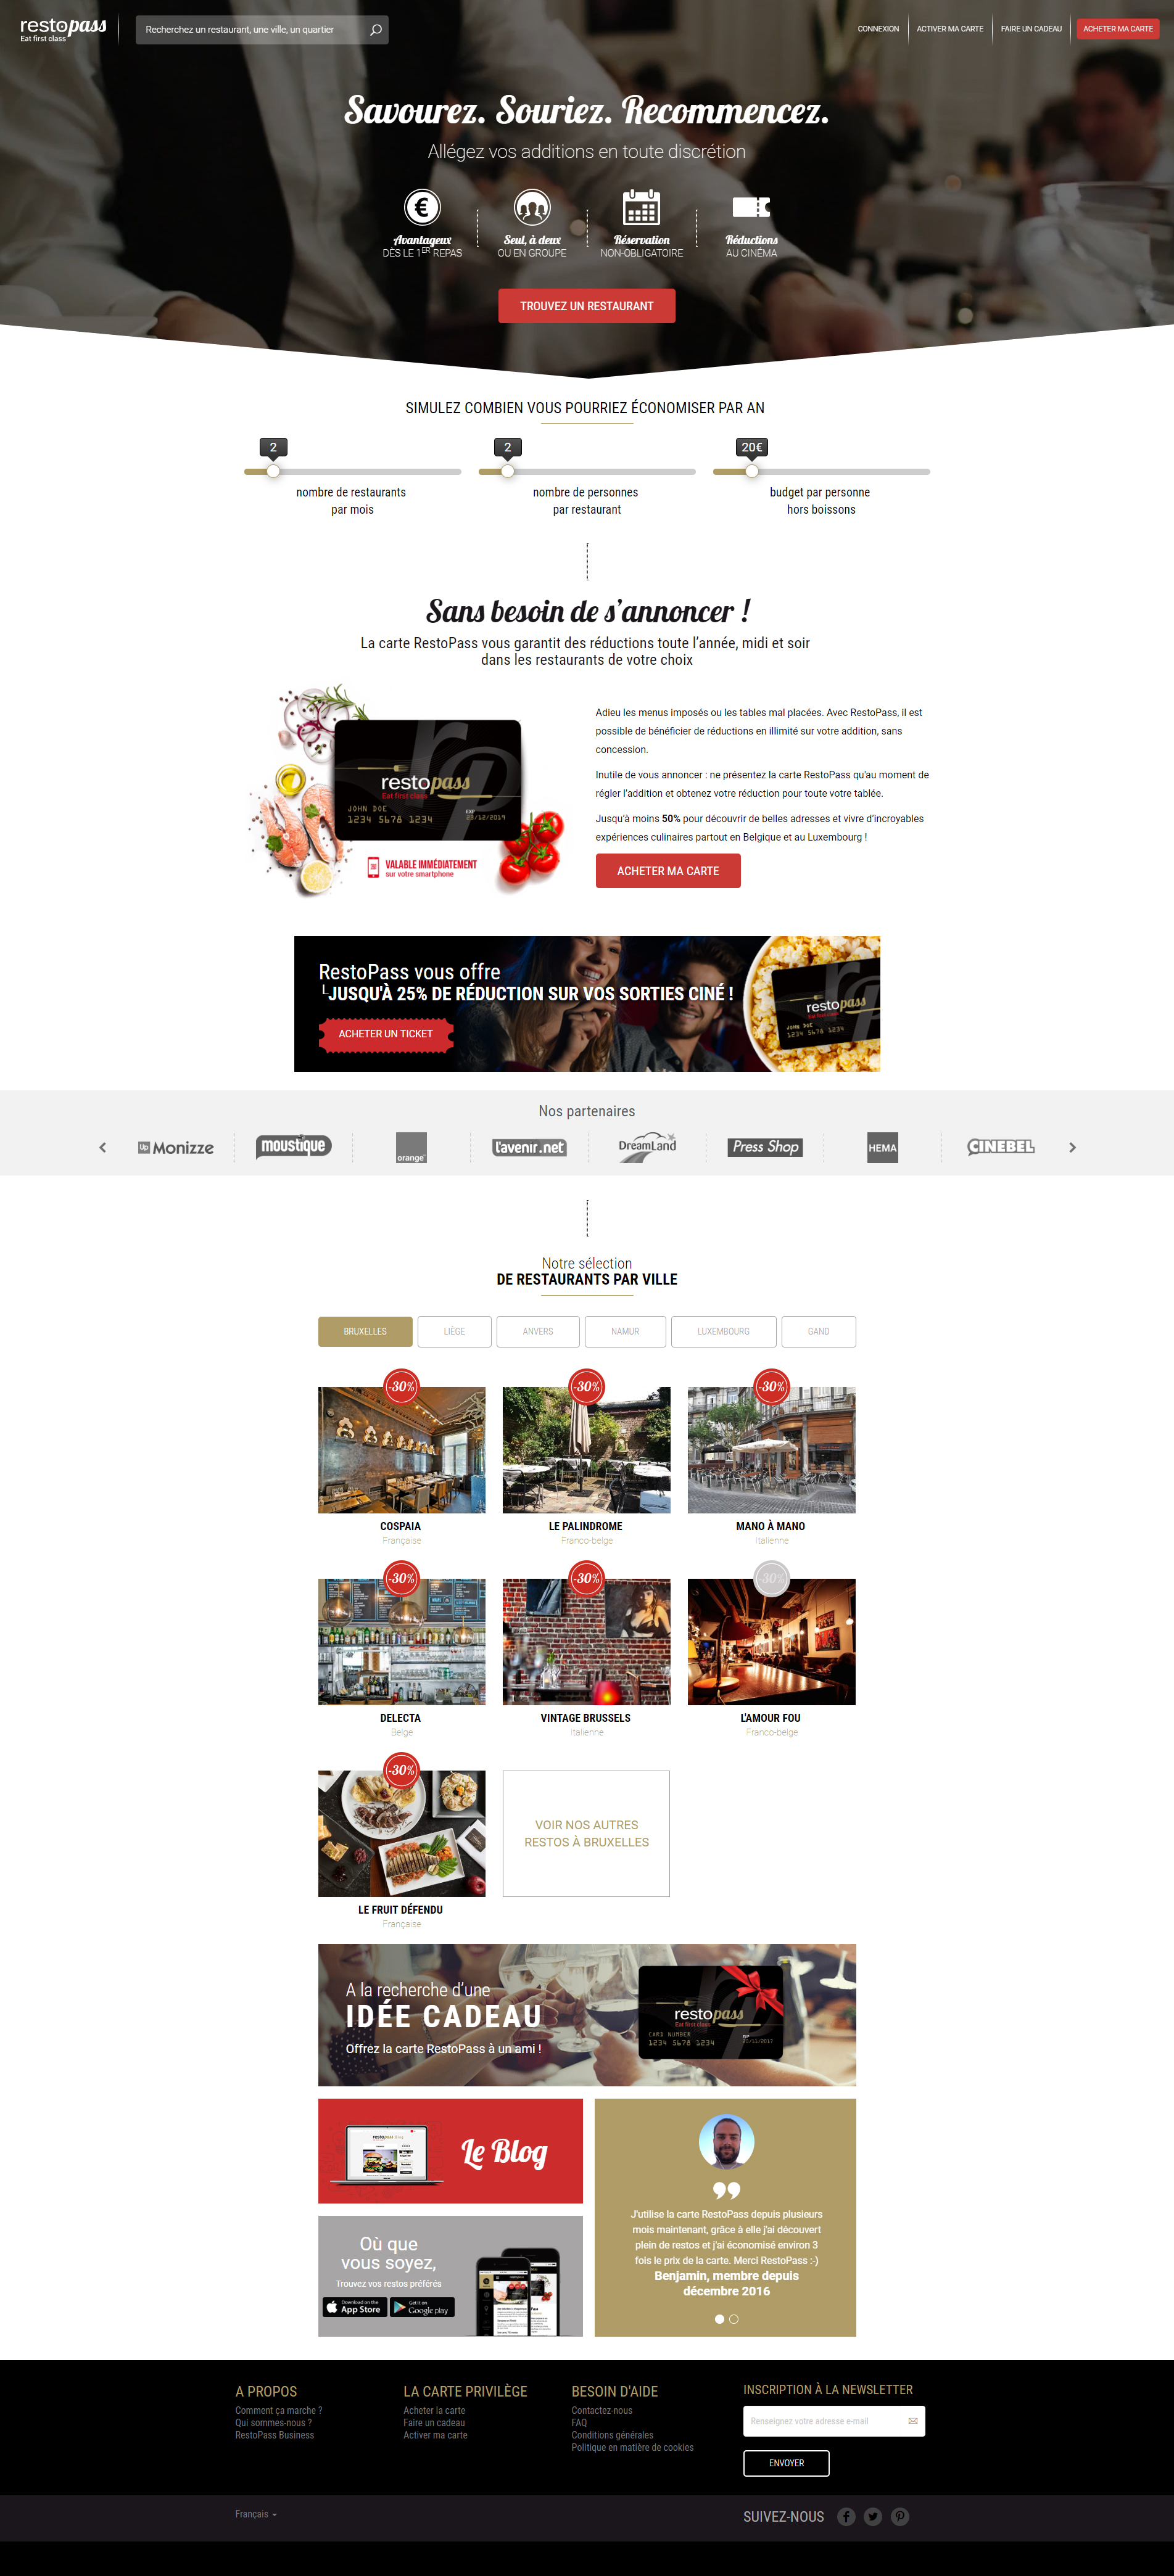 restopass
Eat first class
Recherchez un restaurant, une ville, un quartier
CONNEXION
ACTIVER MA CARTE
FAIRE UN CADEAU
ACHETER MA CARTE
Savourez. Souriez. Recommencez.
Allégez vos additions en toute discrétion
Avantageux
DÈS LE 1ER REPAS
Seul, à deux
OU EN GROUPE
Réservation
NON-OBLIGATOIRE
Réductions
AU CINÉMA
TROUVEZ UN RESTAURANT
SIMULEZ COMBIEN VOUS POURRIEZ ÉCONOMISER PAR AN
2
nombre de restaurants
par mois
2
nombre de personnes
par restaurant
20€
budget par personne
hors boissons
Sans besoin de s'annoncer !
La carte RestoPass vous garantit des réductions toute l'année, midi et soir
dans les restaurants de votre choix
restopass
Eat first class
JOHN DOE
1234 5678 1234
EXP
23/12/2019
VALABLE IMMÉDIATEMENT
sur votre smartphone
Adieu les menus imposés ou les tables mal placées. Avec RestoPass, il est
possible de bénéficier de réductions en illimité sur votre addition, sans
concession.
Inutile de vous annoncer : ne présentez la carte RestoPass qu'au moment de
régler l'addition et obtenez votre réduction pour toute votre tablée.
Jusqu'à moins 50% pour découvrir de belles adresses et vivre d'incroyables
expériences culinaires partout en Belgique et au Luxembourg !
ACHETER MA CARTE
RestoPass vous offre
JUSQU'À 25% DE RÉDUCTION SUR VOS SORTIES CINÉ !
ACHETER UN TICKET
restopass
Eat first class
JOHN DOE
1234 5678 1234
Nos partenaires
Up Monizze
moustique
orange™
l'avenir.net
DreamLand
Press Shop
HEMA
CINEBEL
Notre sélection
DE RESTAURANTS PAR VILLE
BRUXELLES
LIÈGE
ANVERS
NAMUR
LUXEMBOURG
GAND
-30%
COSPAIA
Française
-30%
LE PALINDROME
Franco-belge
-30%
MANO À MANO
Italienne
-30%
DELECTA
Belge
-30%
VINTAGE BRUSSELS
Italienne
-30%
L'AMOUR FOU
Franco-belge
-30%
LE FRUIT DÉFENDU
Française
VOIR NOS AUTRES
RESTOS À BRUXELLES
A la recherche d'une
IDÉE CADEAU
Offrez la carte RestoPass à un ami !
restopass
Eat first class
CARD NUMBER
1234 5678 1234
EXP
23/11/2017
Le Blog
Où que
vous soyez,
Trouvez vos restos préférés
Download on the
App Store
Get it on
Google play
J'utilise la carte RestoPass depuis plusieurs
mois maintenant, grâce à elle j'ai découvert
plein de restos et j'ai économisé environ 3
fois le prix de la carte. Merci RestoPass :-)
Benjamin, membre depuis
décembre 2016
A PROPOS
Comment ça marche ?
Qui sommes-nous ?
RestoPass Business
LA CARTE PRIVILÈGE
Acheter la carte
Faire un cadeau
Activer ma carte
BESOIN D'AIDE
Contactez-nous
FAQ
Conditions générales
Politique en matière de cookies
INSCRIPTION À LA NEWSLETTER
Renseignez votre adresse e-mail
ENVOYER
Français
SUIVEZ-NOUS